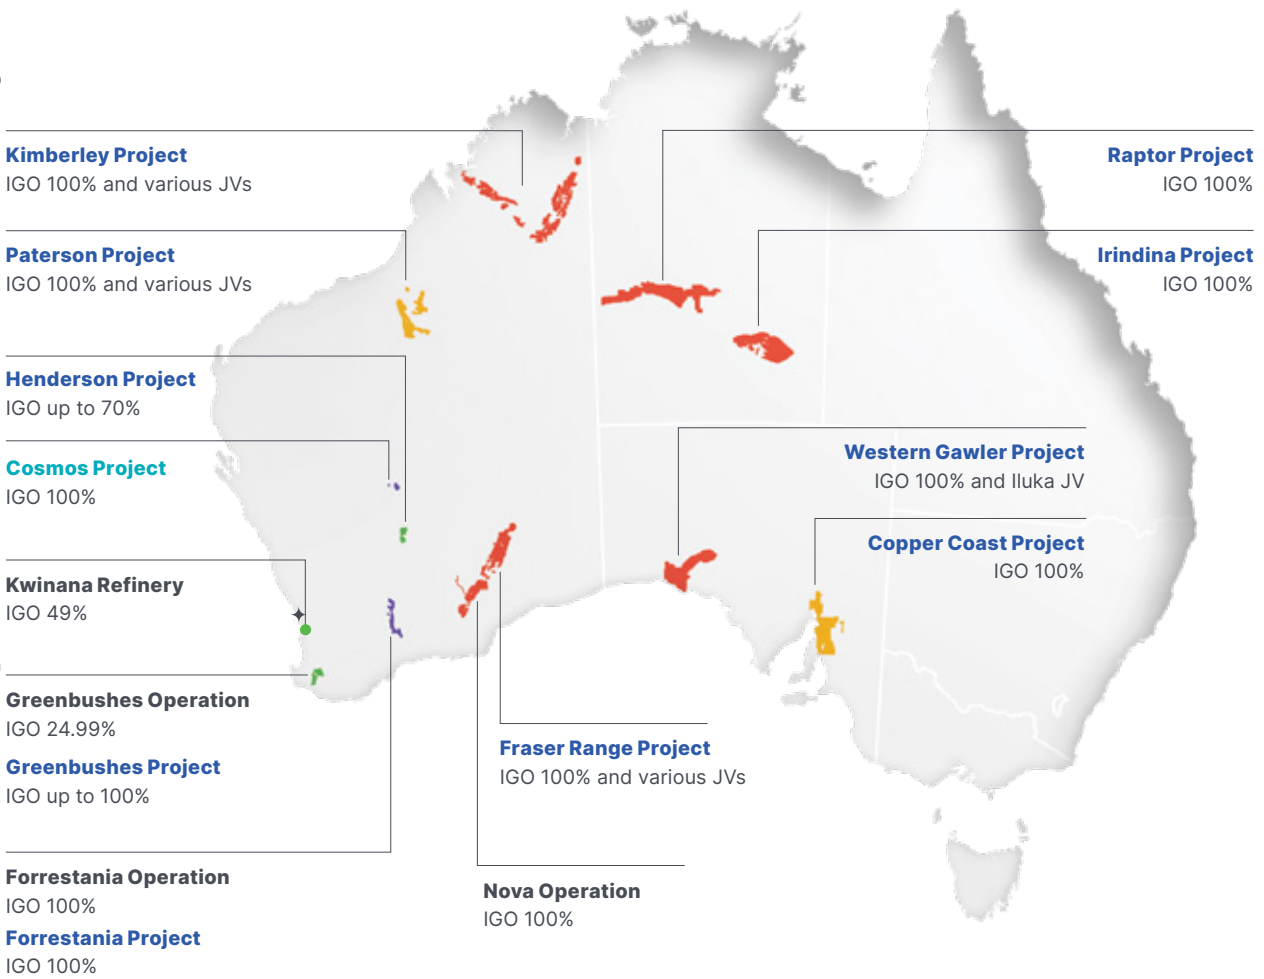 Kimberley Project
IGO 100% and various JVs
Paterson Project
IGO 100% and various JVs
Henderson Project
IGO up to 70%
Cosmos Project
IGO 100%
Kwinana Refinery
IGO 49%
Greenbushes Operation
IGO 24.99%
Greenbushes Project
IGO up to 100%
Forrestania Operation
IGO 100%
Forrestania Project
IGO 100%
Fraser Range Project
IGO 100% and various JVs
Nova Operation
IGO 100%
Raptor Project
IGO 100%
Irindina Project
IGO 100%
Western Gawler Project
IGO 100% and Iluka JV
Copper Coast Project
IGO 100%